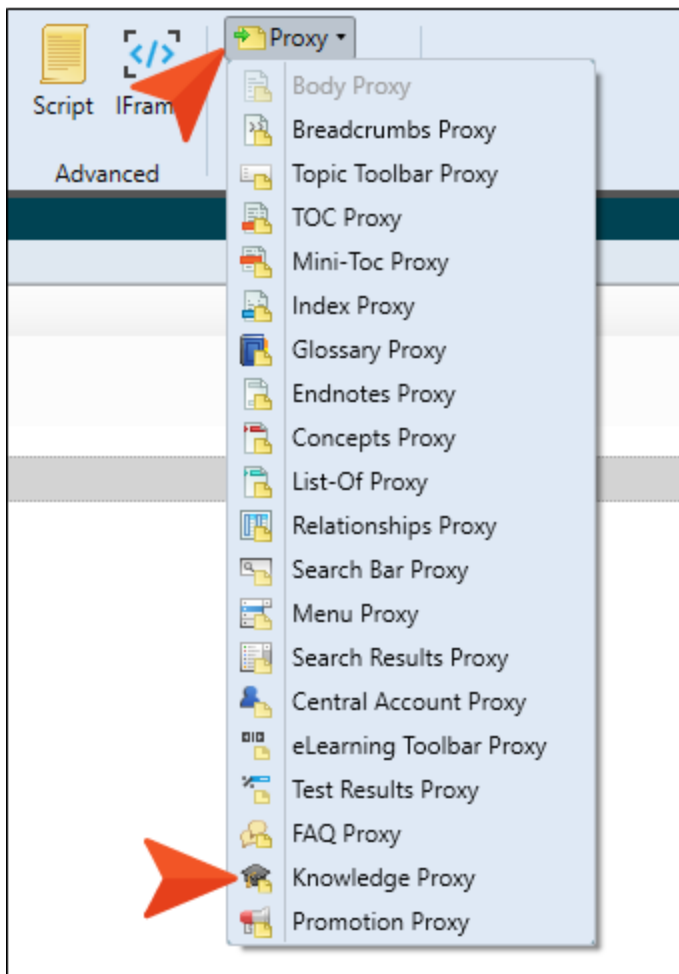 Proxy
Script IFram
Advanced
Body Proxy
Breadcrumbs Proxy
Topic Toolbar Proxy
TOC Proxy
Mini-Toc Proxy
Index Proxy
Glossary Proxy
Endnotes Proxy
Concepts Proxy
List-Of Proxy
Relationships Proxy
Search Bar Proxy
Menu Proxy
Search Results Proxy
Central Account Proxy
eLearning Toolbar Proxy
Test Results Proxy
FAQ Proxy
Knowledge Proxy
Promotion Proxy